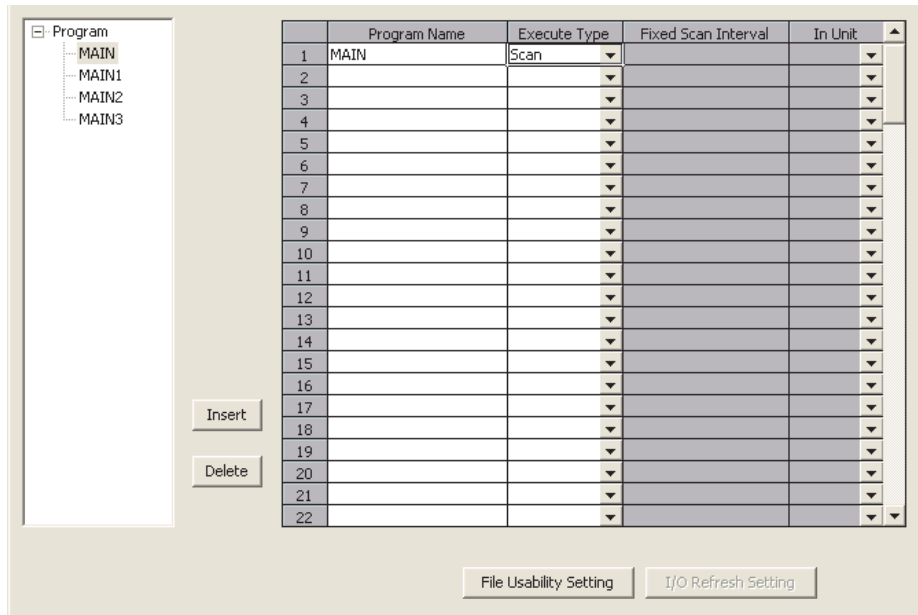 Program
MAIN
MAIN1
MAIN2
MAIN3
Program Name Execute Type Fixed Scan Interval In Unit
1 MAIN Scan
2
3
4
5
6
7
8
9
10
11
12
13
14
15
16
17
18
19
20
21
22
Insert
Delete
File Usability Setting I/O Refresh Setting